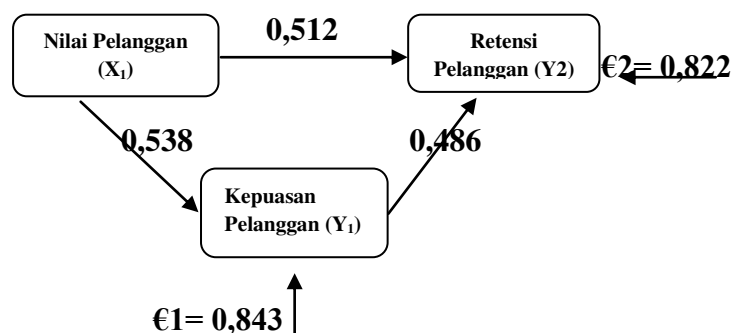 Nilai Pelanggan
(X₁)
0,512
Retensi
Pelanggan (Y2)
€2= 0,822
0,538
0,486
Kepuasan
Pelanggan (Y₁)
€1= 0,843